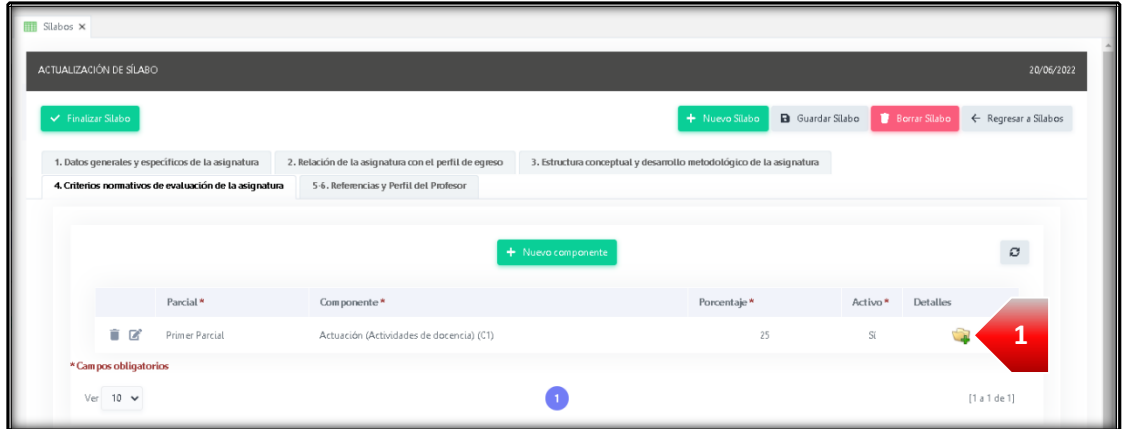 Sílabos ×
ACTUALIZACIÓN DE SÍLABO 20/06/2022
Finalizar Sílabo + Nuevo Sílabo Guardar Sílabo Borrar Sílabo Regresar a Sílabos
1. Datos generales y específicos de la asignatura 2. Relación de la asignatura con el perfil de egreso 3. Estructura conceptual y desarrollo metodológico de la asignatura
4. Criterios normativos de evaluación de la asignatura 5-6. Referencias y Perfil del Profesor
+ Nuevo componente
Parcial * Componente * Porcentaje * Activo * Detalles
Primer Parcial Actuación (Actividades de docencia) (C1) 25 Sí 1
* Campos obligatorios
Ver 10 1 [1 a 1 de 1]